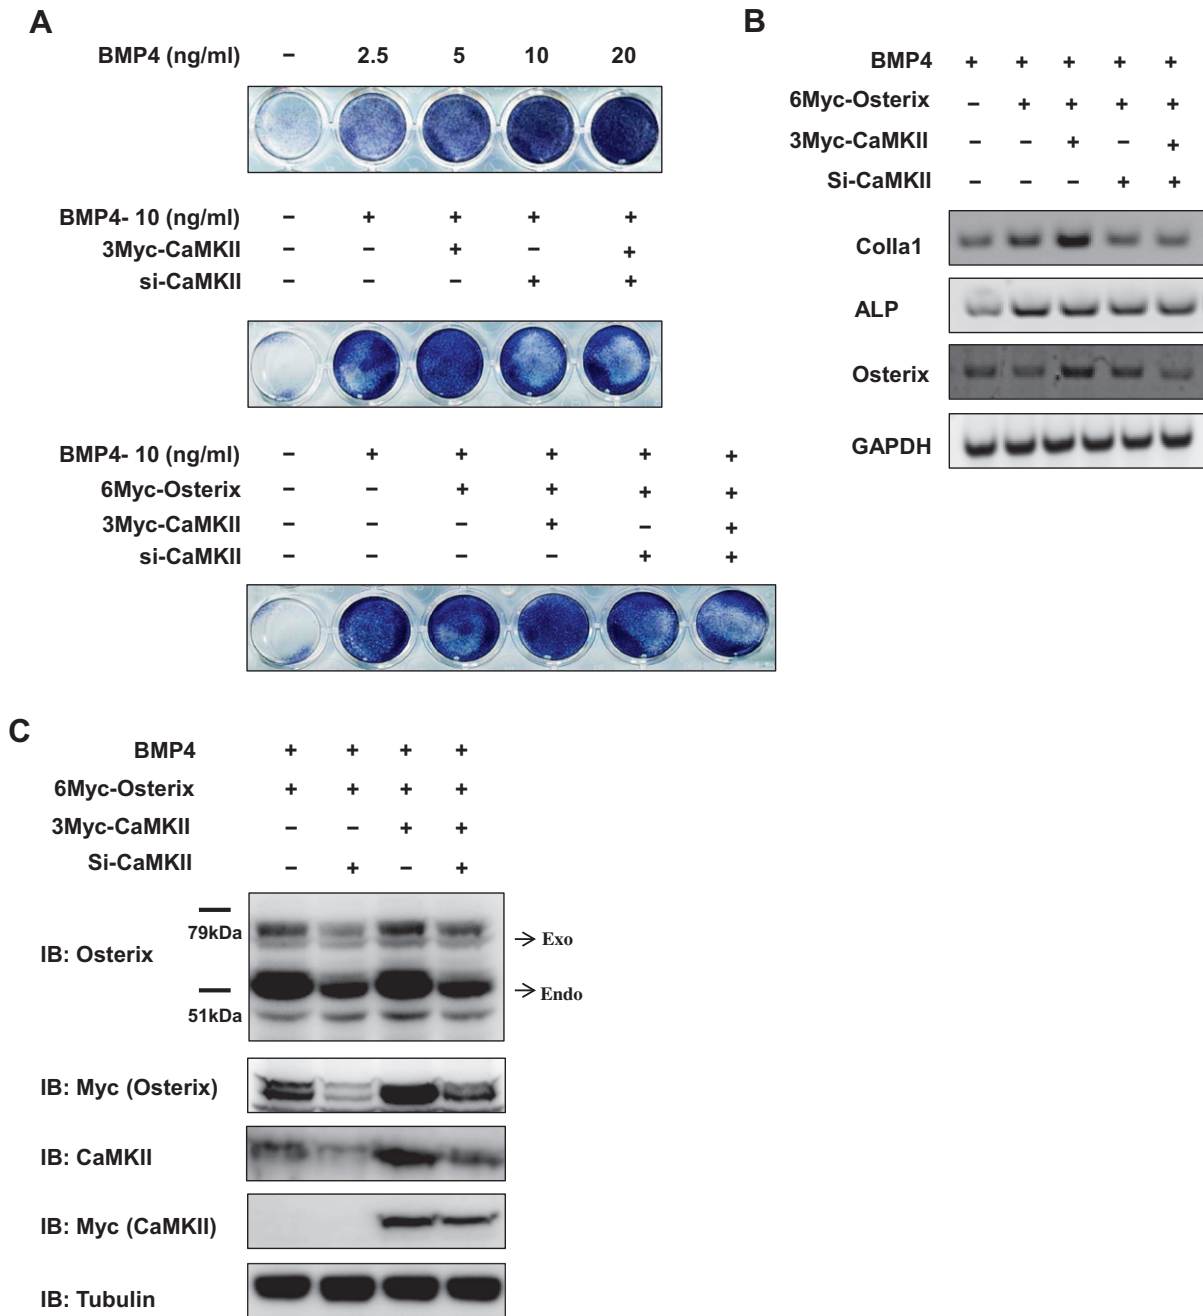 A
BMP4 (ng/ml) – 2.5 5 10 20
BMP4- 10 (ng/ml) – + + + +
3Myc-CaMKII – – + – +
si-CaMKII – – – + +
BMP4- 10 (ng/ml) – + + + + +
6Myc-Osterix – – + + + +
3Myc-CaMKII – – – + – +
si-CaMKII – – – – + +
B
BMP4 + + + + +
6Myc-Osterix – + + + +
3Myc-CaMKII – – + – +
Si-CaMKII – – – + +
Colla1
ALP
Osterix
GAPDH
C
BMP4 + + + +
6Myc-Osterix + + + +
3Myc-CaMKII – – + +
Si-CaMKII – + – +
79kDa
IB: Osterix
Exo
Endo
51kDa
IB: Myc (Osterix)
IB: CaMKII
IB: Myc (CaMKII)
IB: Tubulin